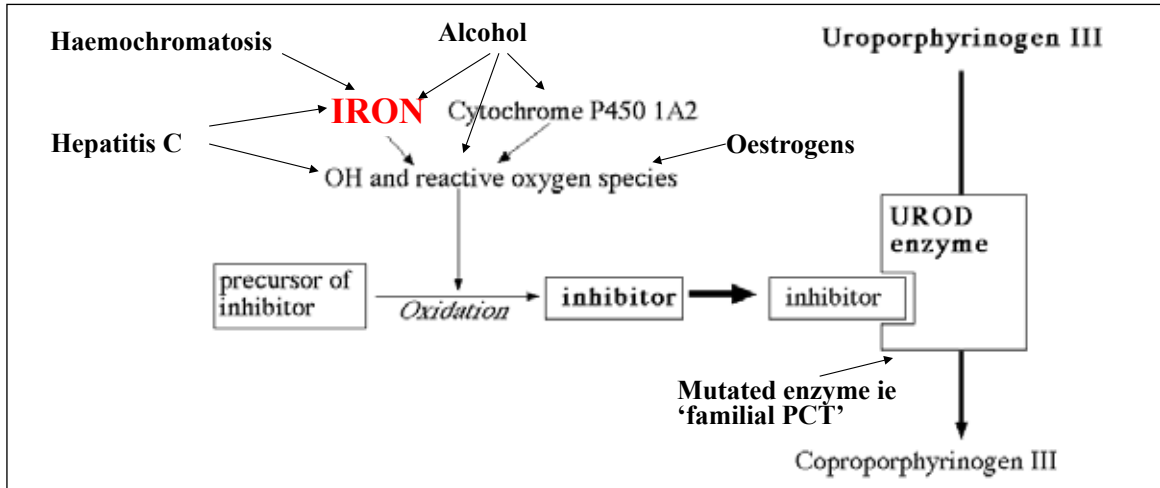 Haemochromatosis
Alcohol
Uroporphyrinogen III
IRON
Cytochrome P450 1A2
Hepatitis C
Oestrogens
OH and reactive oxygen species
UROD
enzyme
precursor of
inhibitor
Oxidation
inhibitor
inhibitor
Mutated enzyme ie
‘familial PCT’
Coproporphyrinogen III